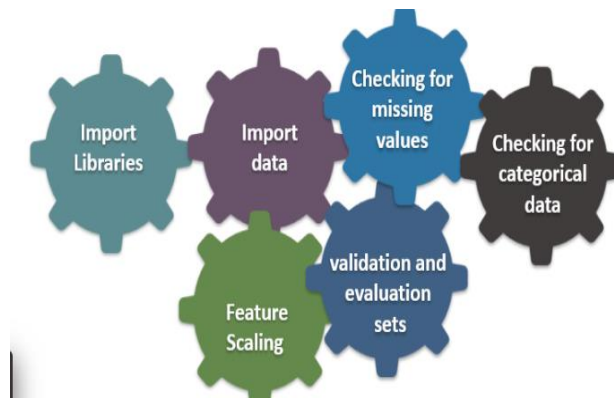 Import
Libraries
Import
data
Checking for
missing
values
Checking for
categorical
data
validation and
evaluation
sets
Feature
Scaling